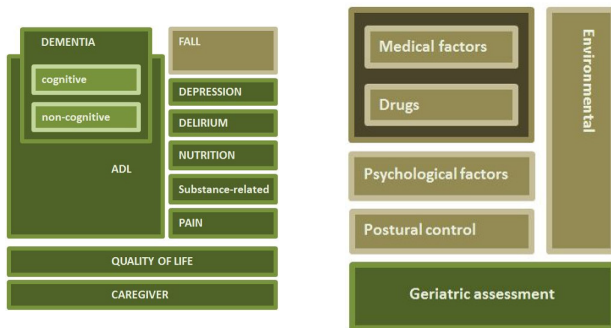 DEMENTIA
cognitive
non-cognitive
ADL
FALL
DEPRESSION
DELIRIUM
NUTRITION
Substance-related
PAIN
QUALITY OF LIFE
CAREGIVER
Medical factors
Drugs
Psychological factors
Postural control
Environmental
Geriatric assessment